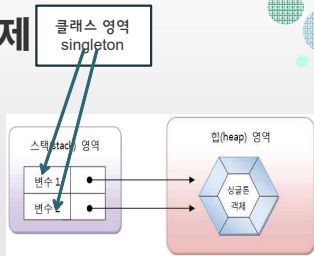 제
클래스 영역
singleton
스택(stack) 영역
힙(heap) 영역
변수 1
변수 2
싱글톤
객체